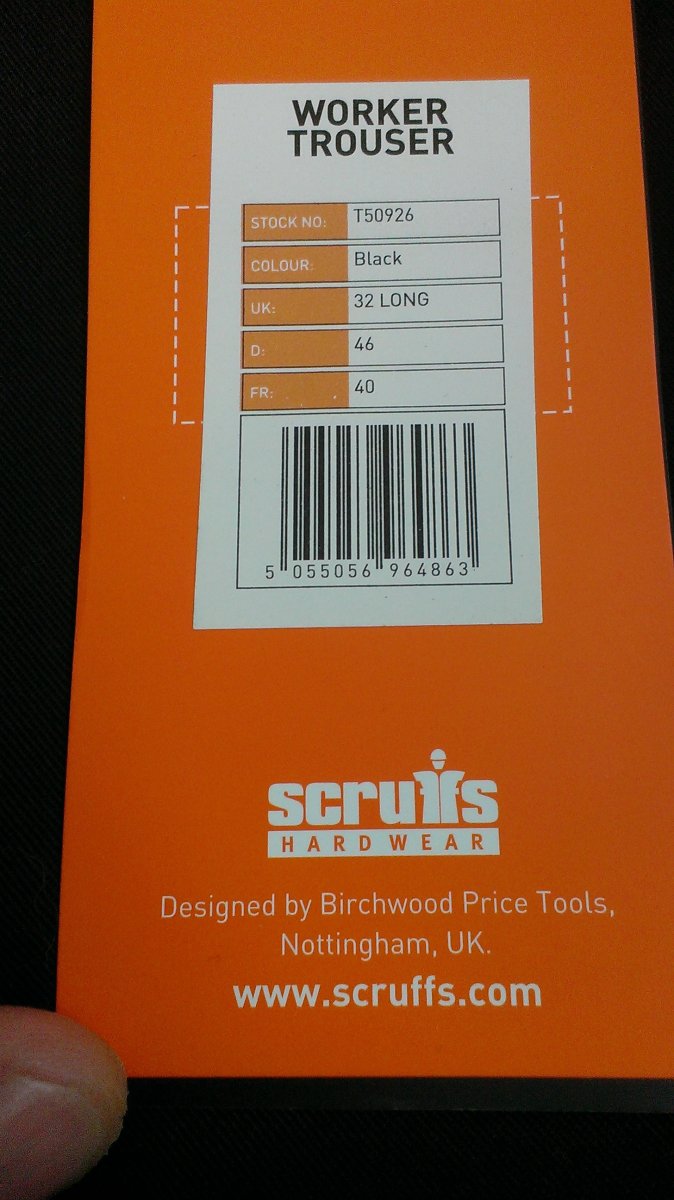 WORKER
TROUSER
STOCK NO: T50926
COLOUR: Black
UK: 32 LONG
D: 46
FR: 40
5 055056 964863
scruffs
HARDWEAR
Designed by Birchwood Price Tools,
Nottingham, UK.
www.scruffs.com